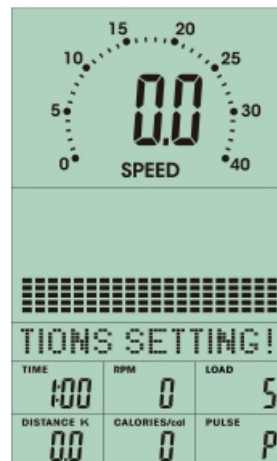 15 20
10 25
5 0.0 30
0 SPEED 40
TIONS SETTING!
TIME RPM LOAD
1:00 0 5
DISTANCE K CALORIES/cal PULSE
0.0 0 P